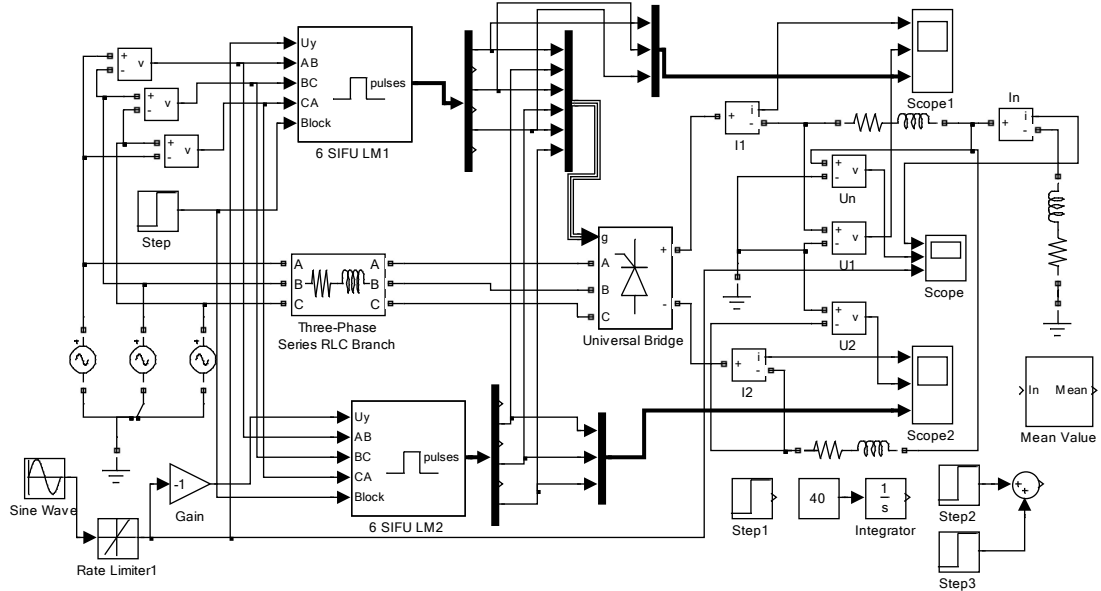 Uy
AB
BC
CA
Block
pulses
6 SIFU LM1
+
-
v
+
-
v
+
-
v
Step
A
B
C
A
B
C
Three-Phase
Series RLC Branch
g
A
B
C
+
-
Universal Bridge
+
i
-
I1
Scope1
In
+
i
-
+
-
v
Un
+
-
v
U1
Scope
+
-
v
U2
+
i
-
I2
Scope2
In
Mean
Mean Value
+
+
+
Uy
AB
BC
CA
Block
pulses
6 SIFU LM2
Sine Wave
-1
Gain
Rate Limiter1
Step1
40
1
s
Integrator
Step2
+
+
Step3